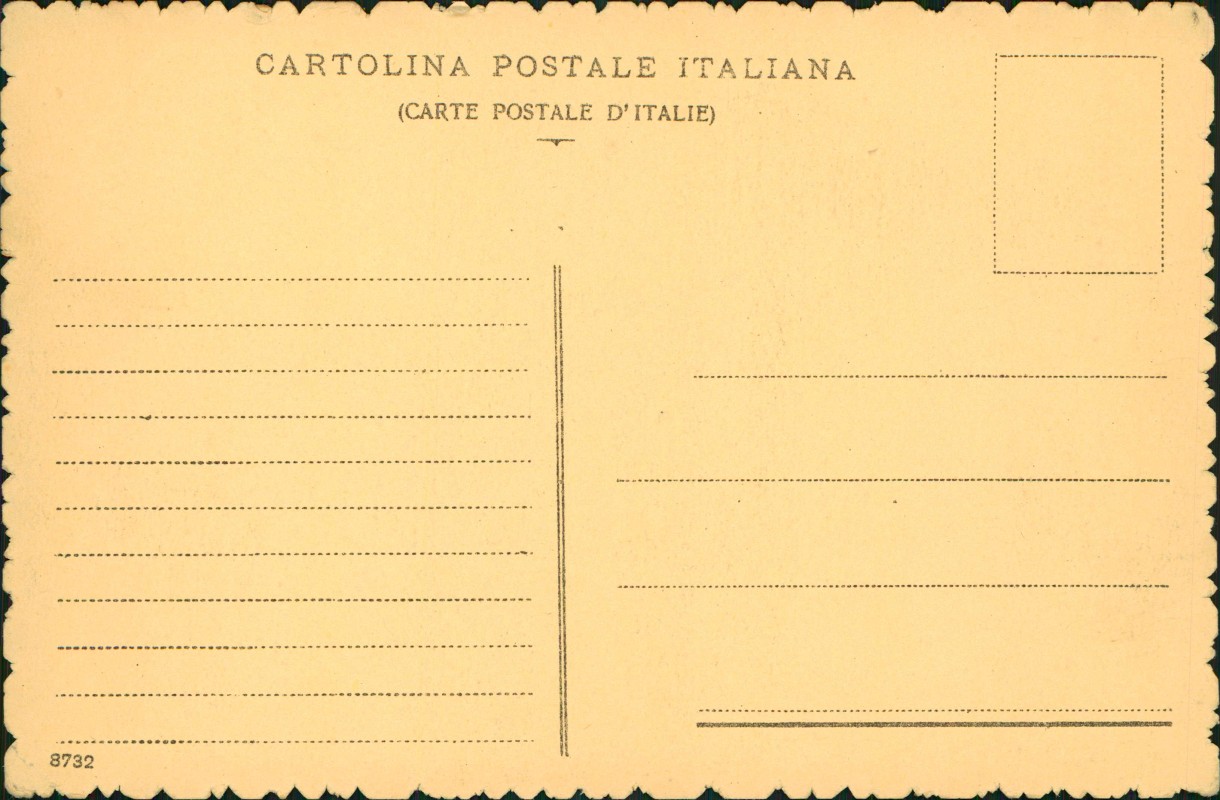 CARTOLINA POSTALE ITALIANA
(CARTE POSTALE D'ITALIE)
8732